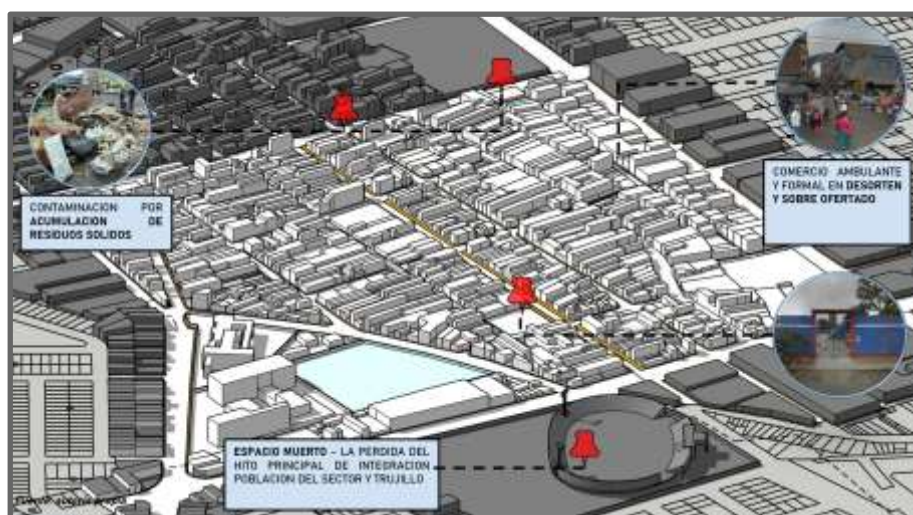 CONTAMINACION POR
ACUMULACION DE
RESIDUOS SOLIDOS
COMERCIO AMBULANTE
Y FORMAL EN DESORTEN
Y SOBRE OFERTADO
ESPACIO MUERTO – LA PERDIDA DEL
HITO PRINCIPAL DE INTEGRACION
POBLACION DEL SECTOR Y TRUJILLO